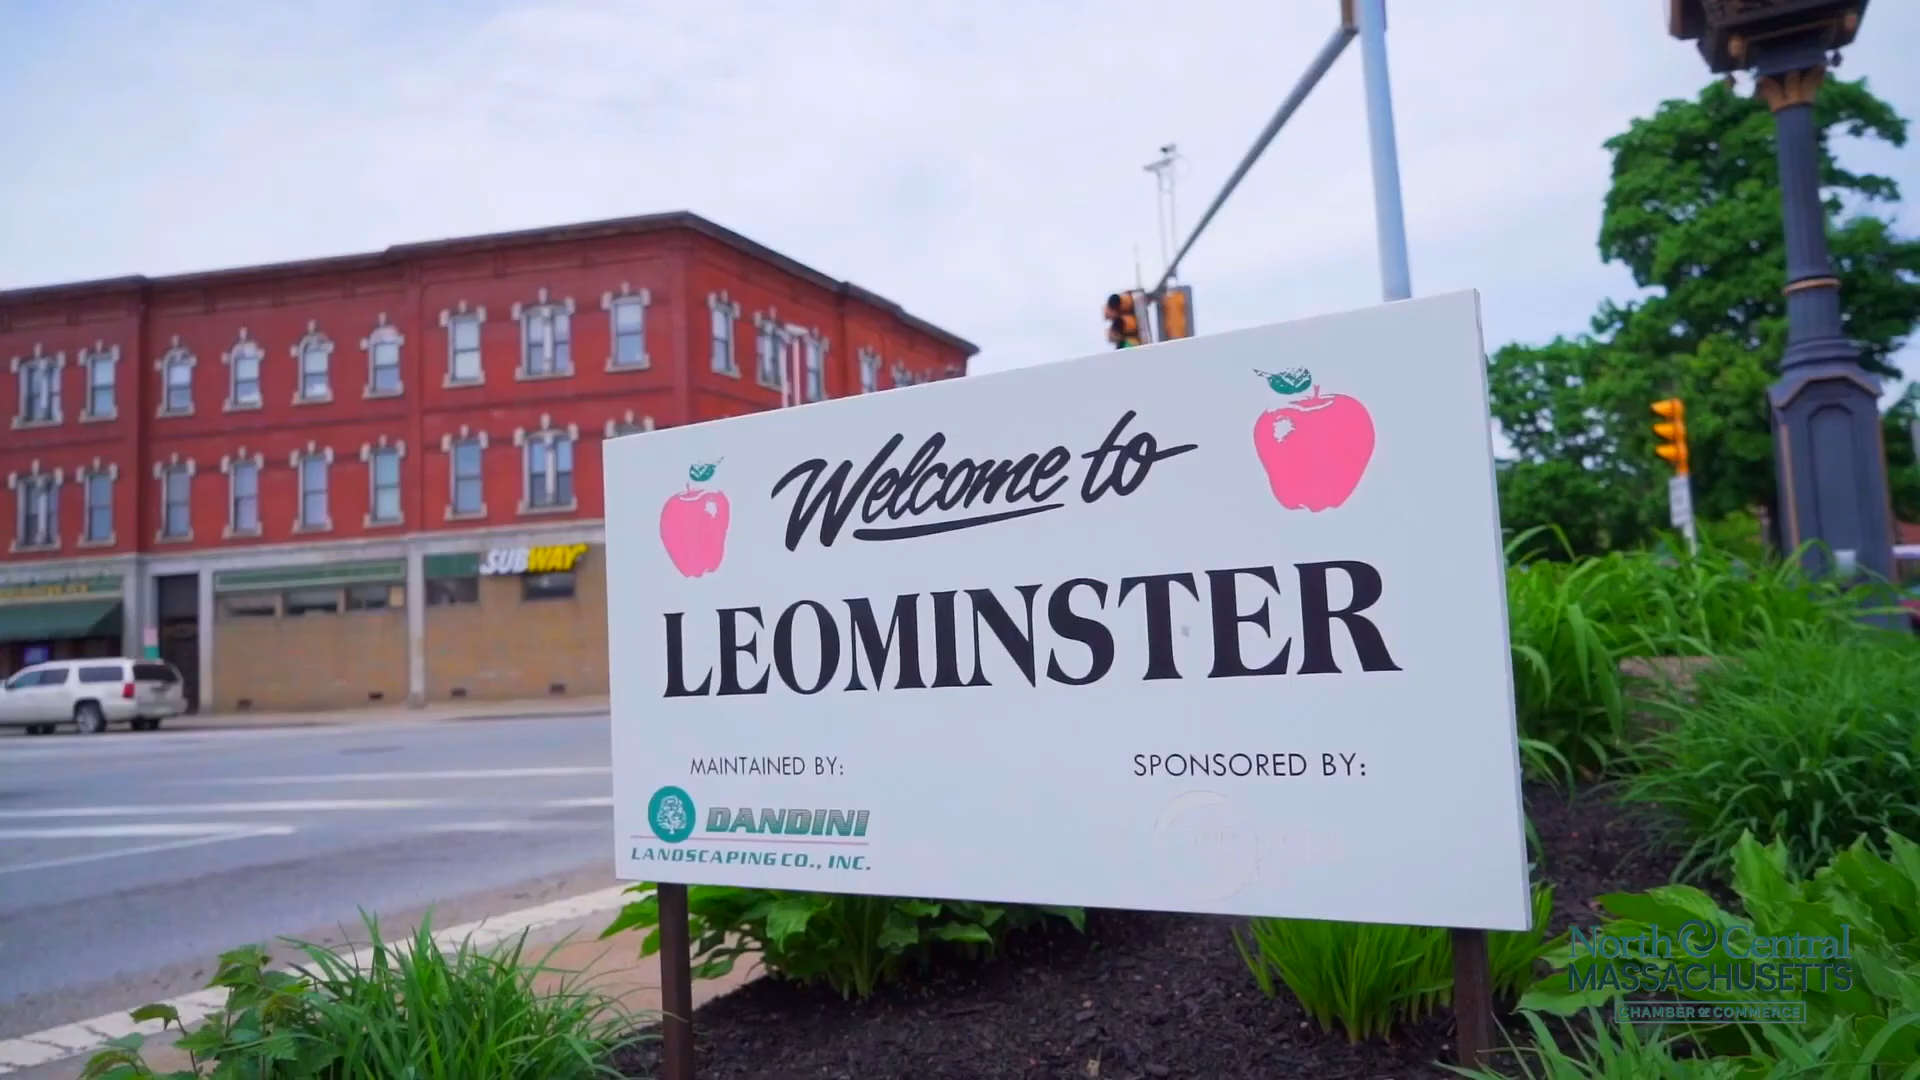 Welcome to
LEOMINSTER
MAINTAINED BY:
DANDINI
LANDSCAPING CO., INC.
SPONSORED BY:
SUBWAY
North Central
MASSACHUSETTS
CHAMBER OF COMMERCE